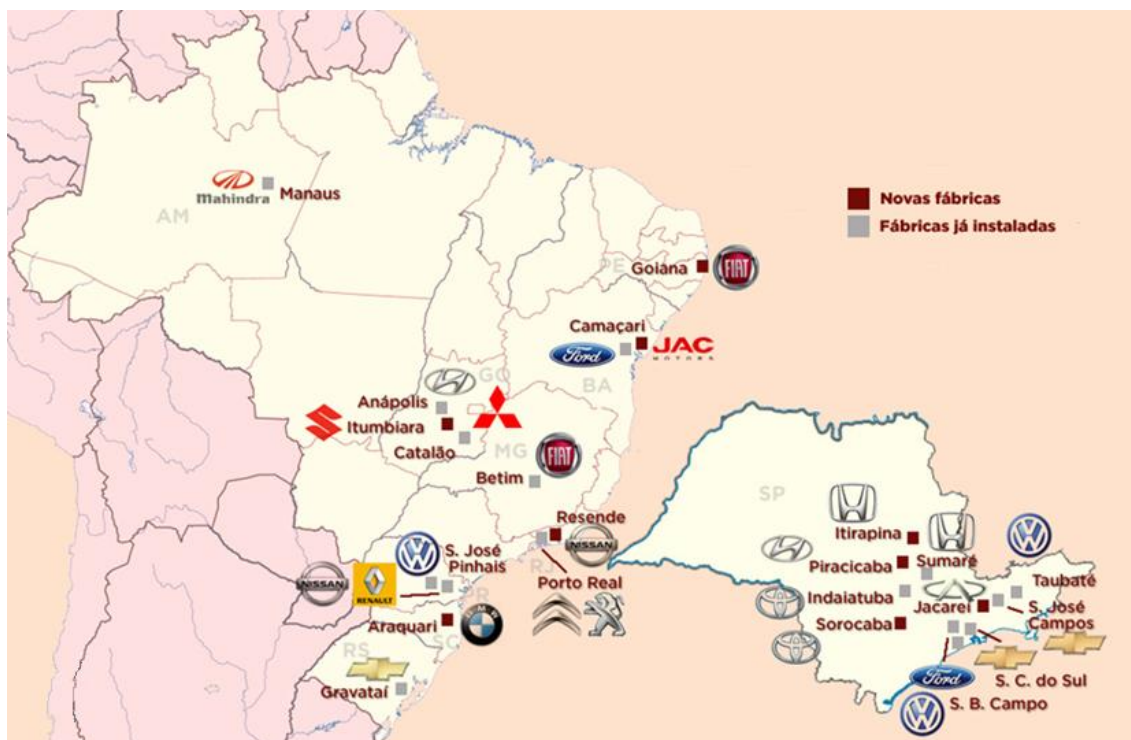 Mahindra
Manaus
AM
Novas fábricas
Fábricas já instaladas
PE
Goiana
FIAT
Camaçari
Ford
JAC
MOTORS
BA
GO
Anápolis
Itumbiara
Catalão
MG
FIAT
Betim
Resende
NISSAN
RJ
Porto Real
S. José
Pinhais
NISSAN
RENAULT
PR
Araquari
BMW
SC
RS
Gravataí
SP
Itirapina
Piracicaba
Sumaré
Indaiatuba
Taubaté
Jacareí
S. José
Campos
Sorocaba
Ford
S. C. do Sul
S. B. Campo